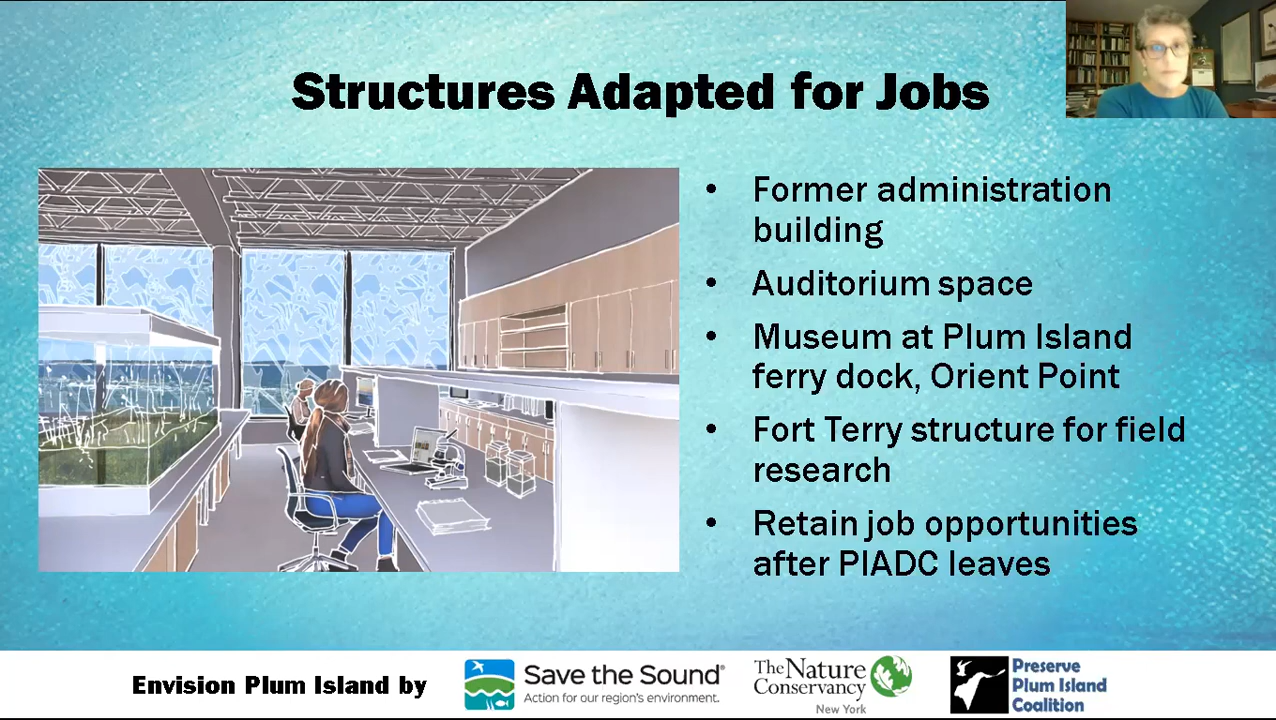 Structures Adapted for Jobs
• Former administration
building
• Auditorium space
• Museum at Plum Island
ferry dock, Orient Point
• Fort Terry structure for field
research
• Retain job opportunities
after PIADC leaves
Envision Plum Island by
Save the Sound®
Action for our region's environment.
The Nature
Conservancy
New York
Preserve
Plum Island
Coalition